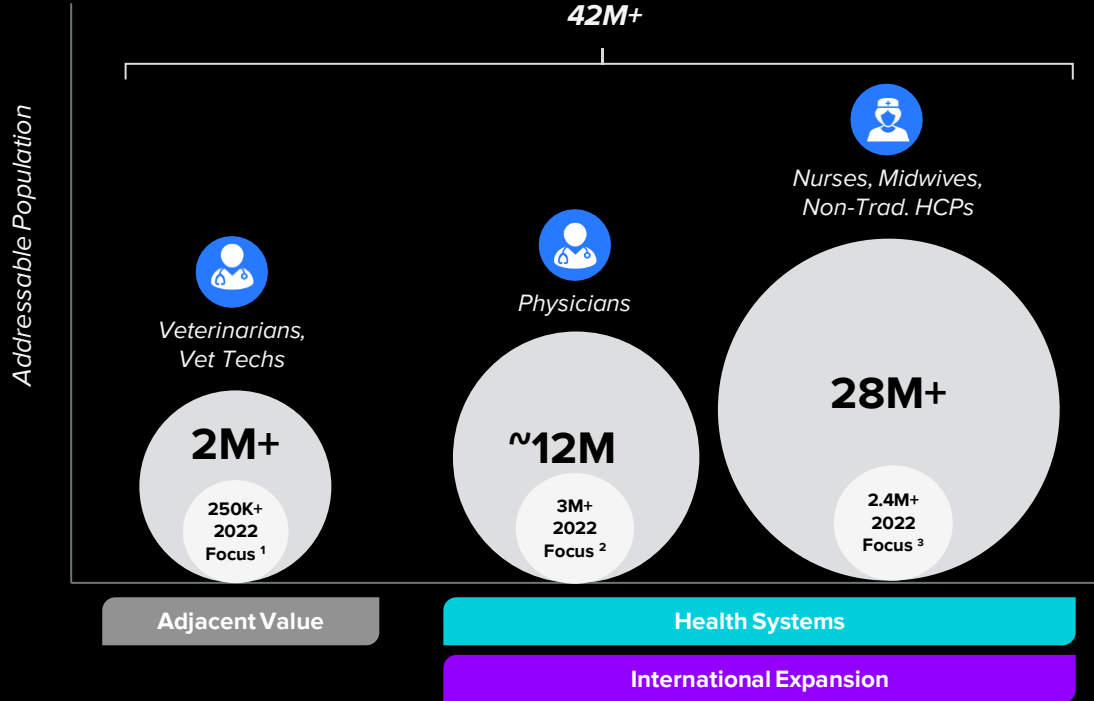 42M+
Addressable Population
Nurses, Midwives,
Non-Trad. HCPs
Physicians
Veterinarians,
Vet Techs
2M+
250K+
2022
Focus ¹
~12M
3M+
2022
Focus ²
28M+
2.4M+
2022
Focus ³
Adjacent Value
Health Systems
International Expansion